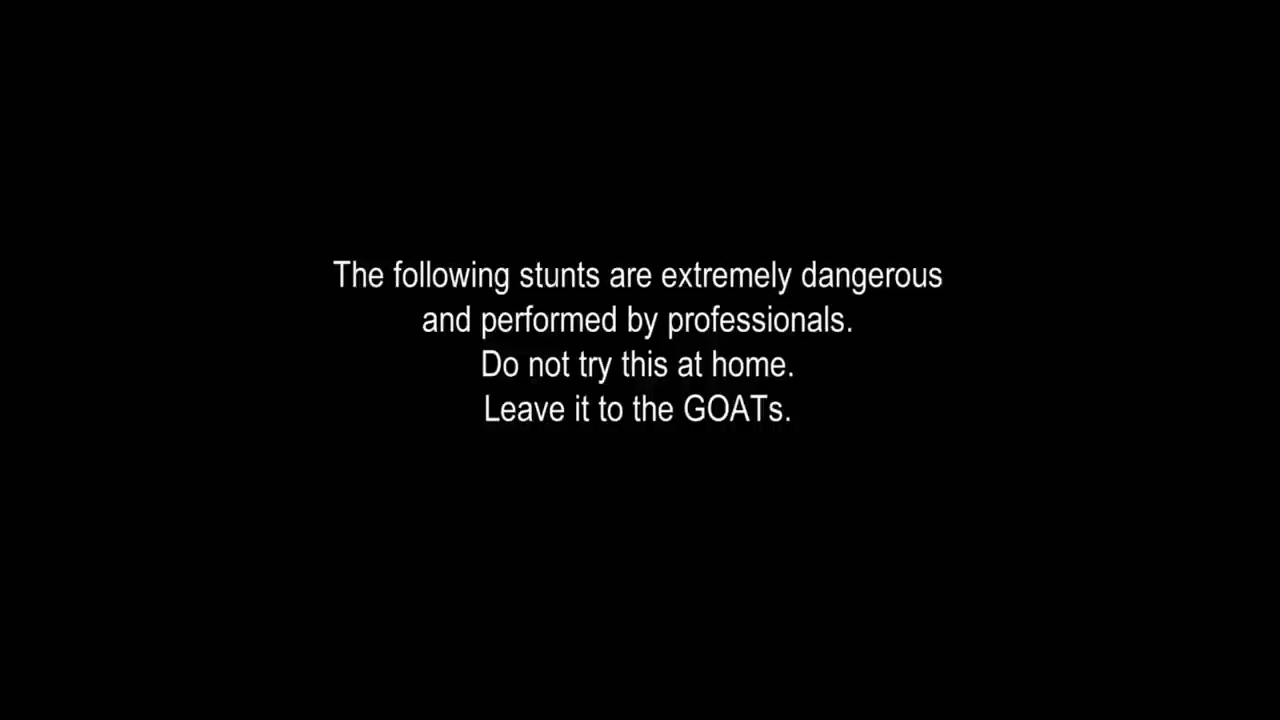 The following stunts are extremely dangerous
and performed by professionals.
Do not try this at home.
Leave it to the GOATs.